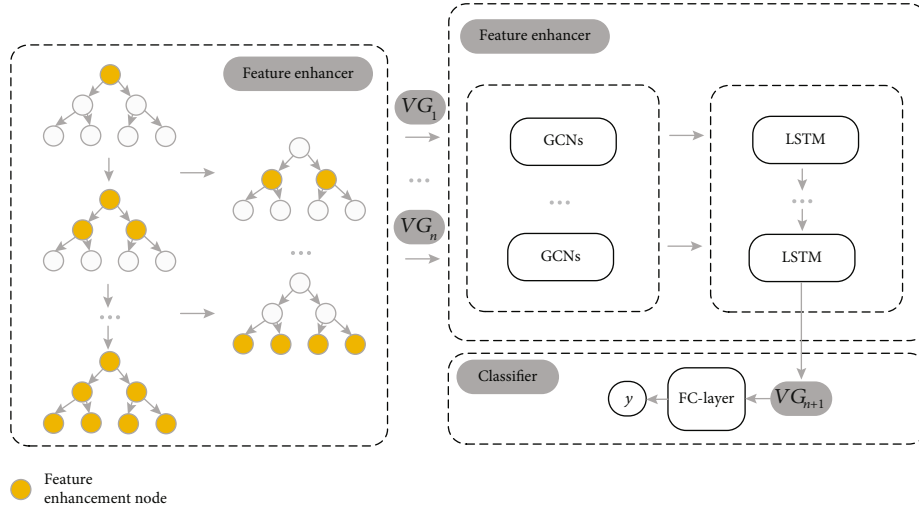 Feature enhancer
VG1
...
VGn
Feature enhancer
GCNs
...
GCNs
LSTM
...
LSTM
...
...
Classifier
y
FC-layer
VGn+1
Feature
enhancement node